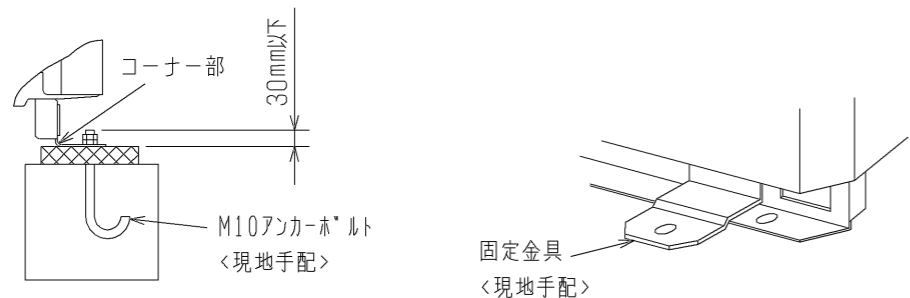 コーナー部
30mm以下
M10アンカーボルト
<現地手配>
固定金具
<現地手配>